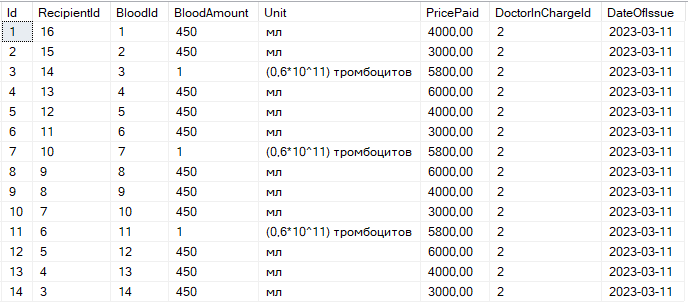 Id RecipientId BloodId BloodAmount Unit PricePaid DoctorInChargeId DateOfIssue
1 16 1 450 мл 4000,00 2 2023-03-11
2 15 2 450 мл 3000,00 2 2023-03-11
3 14 3 1 (0,6*10^11) тромбоцитов 5800,00 2 2023-03-11
4 13 4 450 мл 6000,00 2 2023-03-11
5 12 5 450 мл 4000,00 2 2023-03-11
6 11 6 450 мл 3000,00 2 2023-03-11
7 10 7 1 (0,6*10^11) тромбоцитов 5800,00 2 2023-03-11
8 9 8 450 мл 6000,00 2 2023-03-11
9 8 9 450 мл 4000,00 2 2023-03-11
10 7 10 450 мл 3000,00 2 2023-03-11
11 6 11 1 (0,6*10^11) тромбоцитов 5800,00 2 2023-03-11
12 5 12 450 мл 6000,00 2 2023-03-11
13 4 13 450 мл 4000,00 2 2023-03-11
14 3 14 450 мл 3000,00 2 2023-03-11